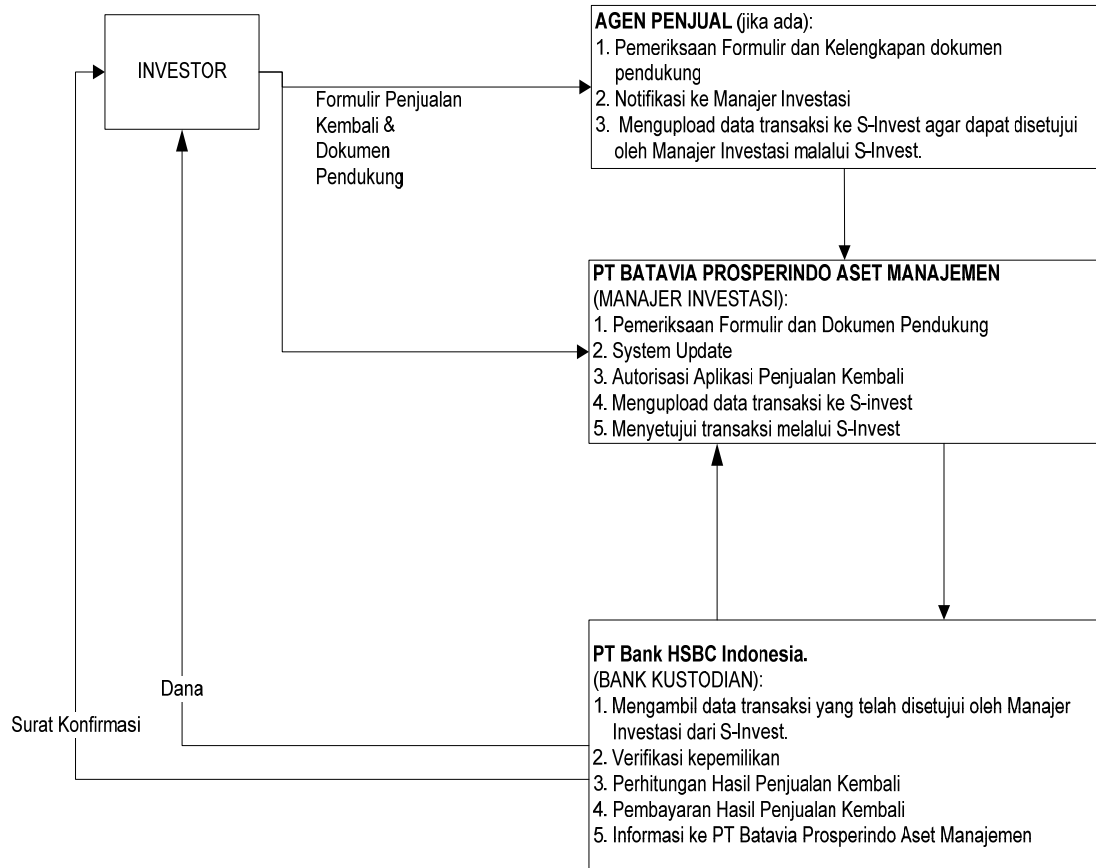 INVESTOR
Formulir Penjualan
Kembali &
Dokumen
Pendukung
AGEN PENJUAL (jika ada):
1. Pemeriksaan Formulir dan Kelengkapan dokumen
pendukung
2. Notifikasi ke Manajer Investasi
3. Mengupload data transaksi ke S-Invest agar dapat disetujui
oleh Manajer Investasi malalui S-Invest.
PT BATAVIA PROSPERINDO ASET MANAJEMEN
(MANAJER INVESTASI):
1. Pemeriksaan Formulir dan Dokumen Pendukung
2. System Update
3. Autorisasi Aplikasi Penjualan Kembali
4. Mengupload data transaksi ke S-invest
5. Menyetujui transaksi melalui S-Invest
PT Bank HSBC Indonesia.
(BANK KUSTODIAN):
1. Mengambil data transaksi yang telah disetujui oleh Manajer
Investasi dari S-Invest.
2. Verifikasi kepemilikan
3. Perhitungan Hasil Penjualan Kembali
4. Pembayaran Hasil Penjualan Kembali
5. Informasi ke PT Batavia Prosperindo Aset Manajemen
Dana
Surat Konfirmasi